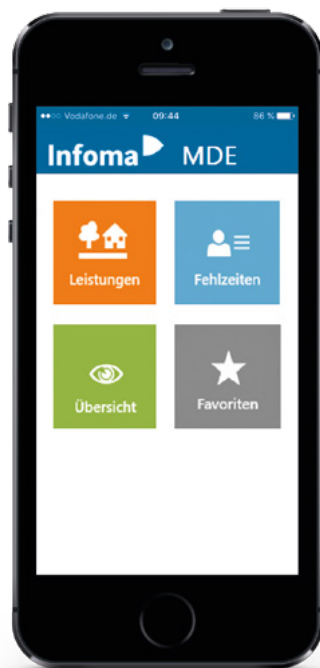 Vodafone.de 09:44 86 %
Infoma MDE
Leistungen Fehlzeiten
Übersicht Favoriten